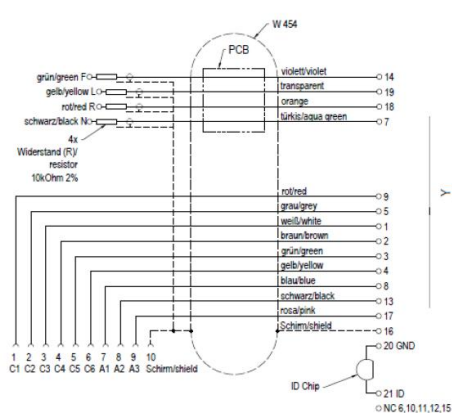 W 454
PCB
grün/green F
violett/violet
14
gelb/yellow L
transparent
19
rot/red R
orange
18
schwarz/black N
türkis/aqua green
7
4x
Widerstand (R)/
resistor
10kOhm 2%
rot/red
9
grau/grey
5
weiß/white
1
braun/brown
2
grün/green
3
gelb/yellow
4
blau/blue
8
schwarz/black
13
rosa/pink
17
Schirm/shield
16
Y
1 2 3 4 5 6 7 8 9 10
C1 C2 C3 C4 C5 C6 A1 A2 A3 Schirm/shield
20 GND
ID Chip
21 ID
NC 6,10,11,12,15